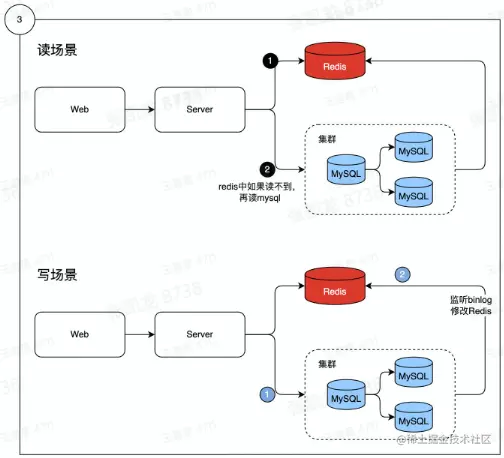 3
读场景
1
Redis
Web
Server
集群
MySQL
MySQL
MySQL
2
redis中如果读不到,
再读mysql
写场景
2
Redis
监听binlog
修改Redis
Web
Server
集群
1
MySQL
MySQL
MySQL
@稀土掘金技术社区